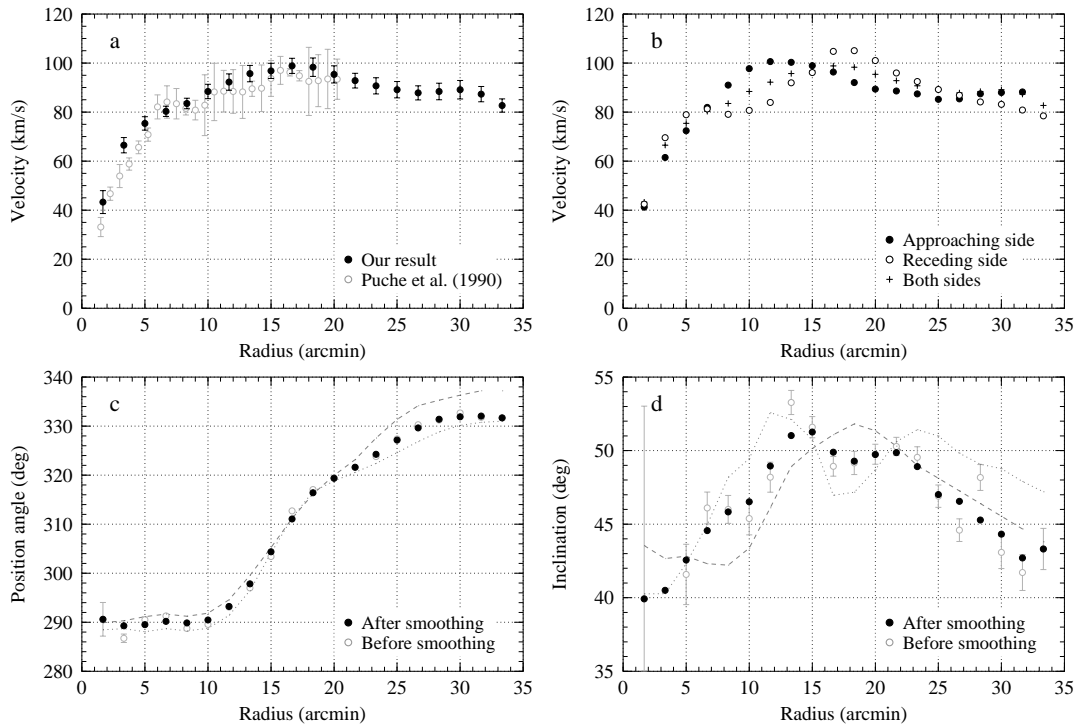 a
120
100
80
60
40
20
0
Velocity (km/s)
Our result
Puche et al. (1990)
0 5 10 15 20 25 30 35
Radius (arcmin)
b
120
100
80
60
40
20
0
Velocity (km/s)
Approaching side
Receding side
Both sides
0 5 10 15 20 25 30 35
Radius (arcmin)
c
340
330
320
310
300
290
280
Position angle (deg)
After smoothing
Before smoothing
0 5 10 15 20 25 30 35
Radius (arcmin)
d
55
50
45
40
35
Inclination (deg)
After smoothing
Before smoothing
0 5 10 15 20 25 30 35
Radius (arcmin)